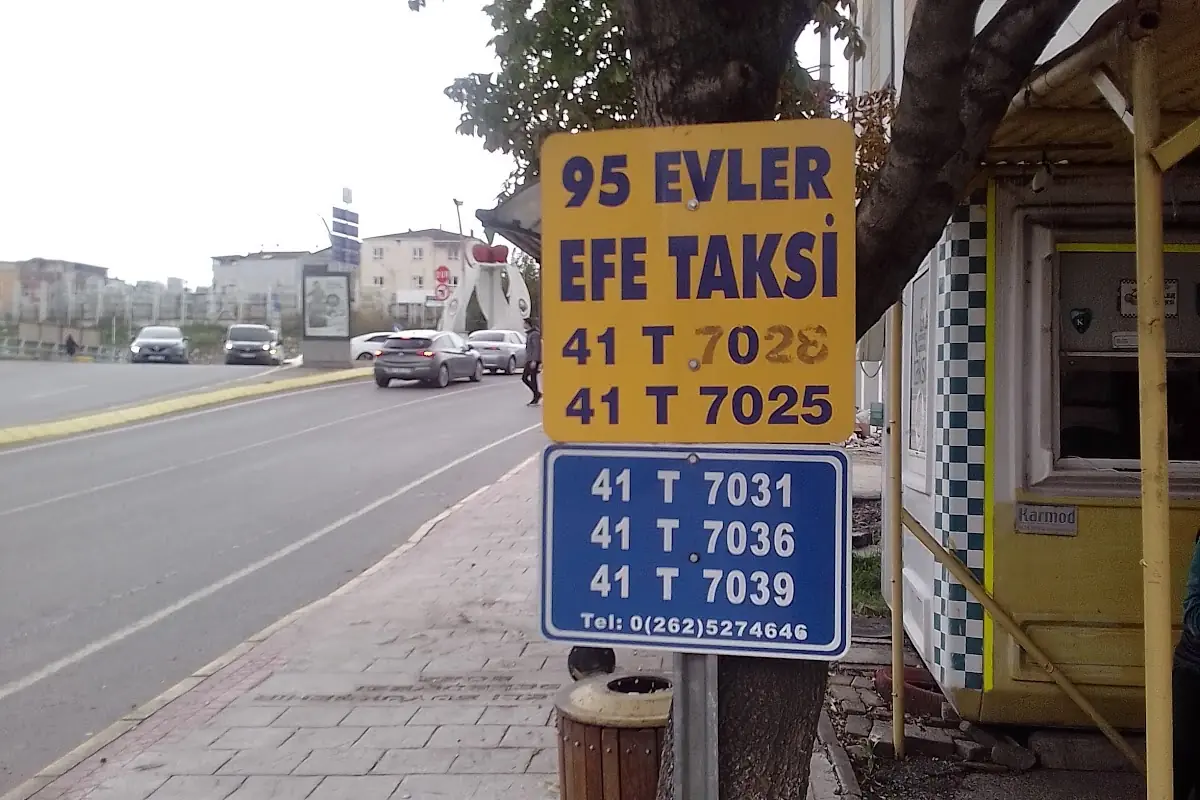 95 EVLER
EFE TAKSİ
41 T 7028
41 T 7025
41 T 7031
41 T 7036
41 T 7039
Tel: 0(262)5274646
Karmod